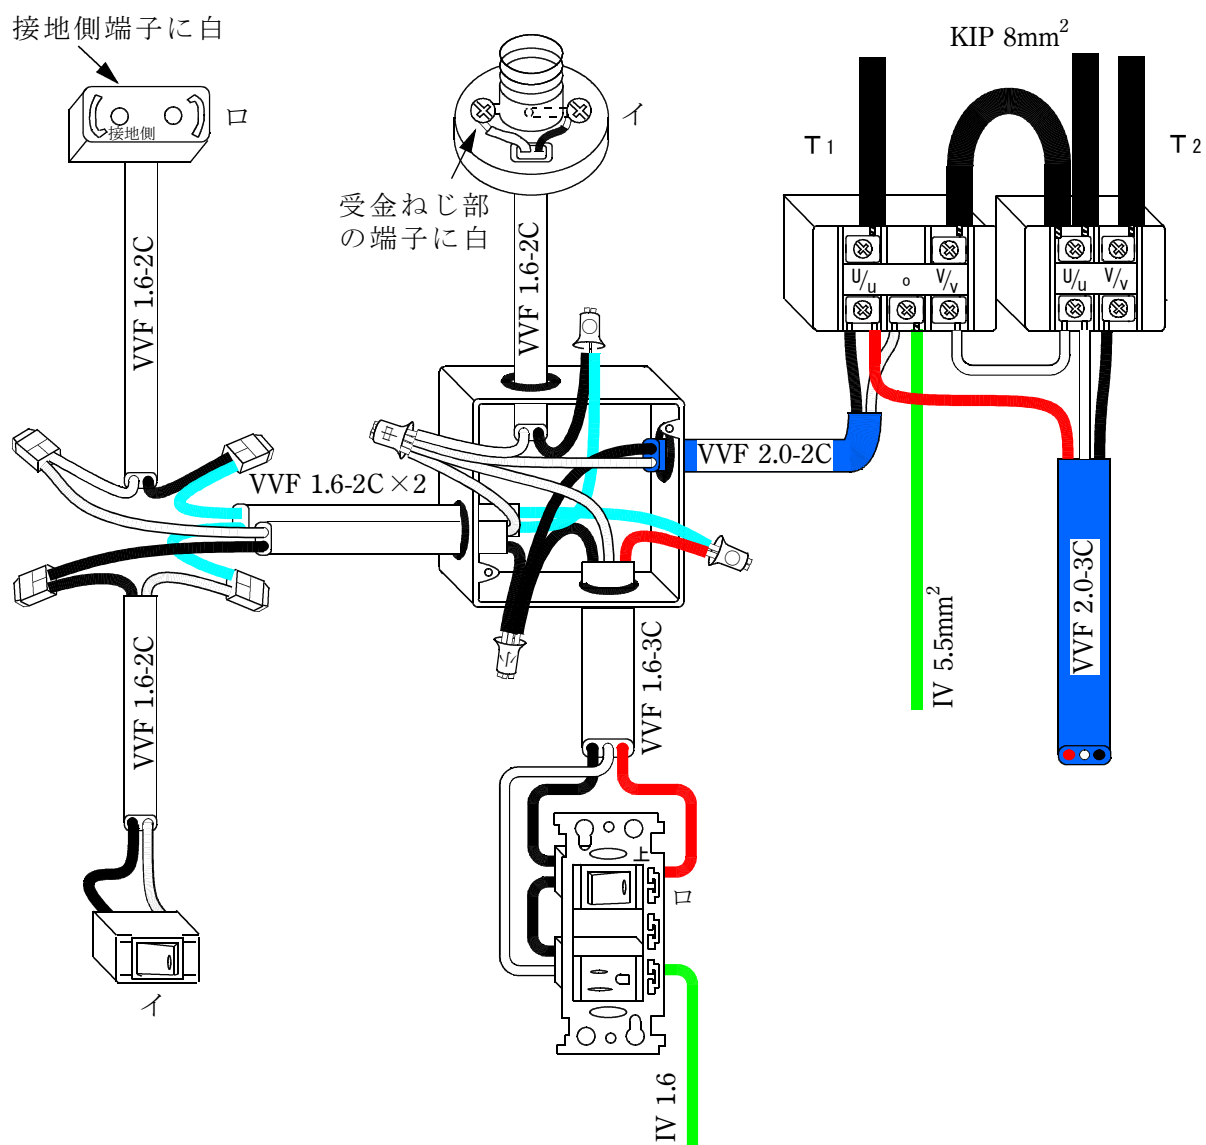 接地側端子に白
KIP 8mm²
イ
ロ
接地側
T1
T2
受金ねじ部
の端子に白
VVF 1.6-2C
VVF 1.6-2C
U/u
o
V/v
U/u
V/v
VVF 2.0-2C
VVF 1.6-2C×2
VVF 2.0-3C
IV 5.5mm²
VVF 1.6-2C
VVF 1.6-3C
上
ロ
イ
IV 1.6